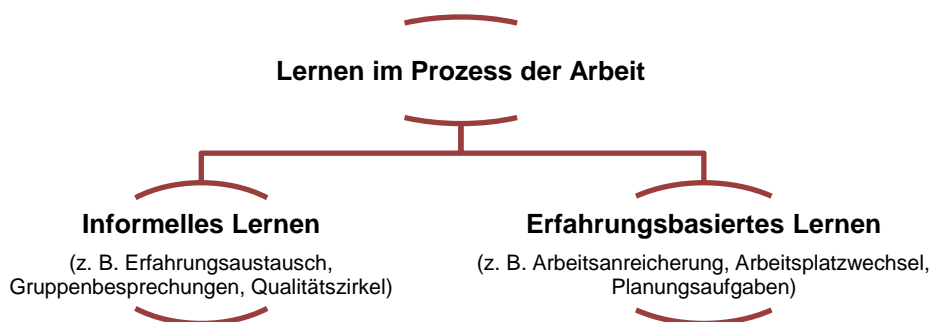 Lernen im Prozess der Arbeit
Informelles Lernen
(z. B. Erfahrungsaustausch,
Gruppenbesprechungen, Qualitätszirkel)
Erfahrungsbasiertes Lernen
(z. B. Arbeitsanreicherung, Arbeitsplatzwechsel,
Planungsaufgaben)